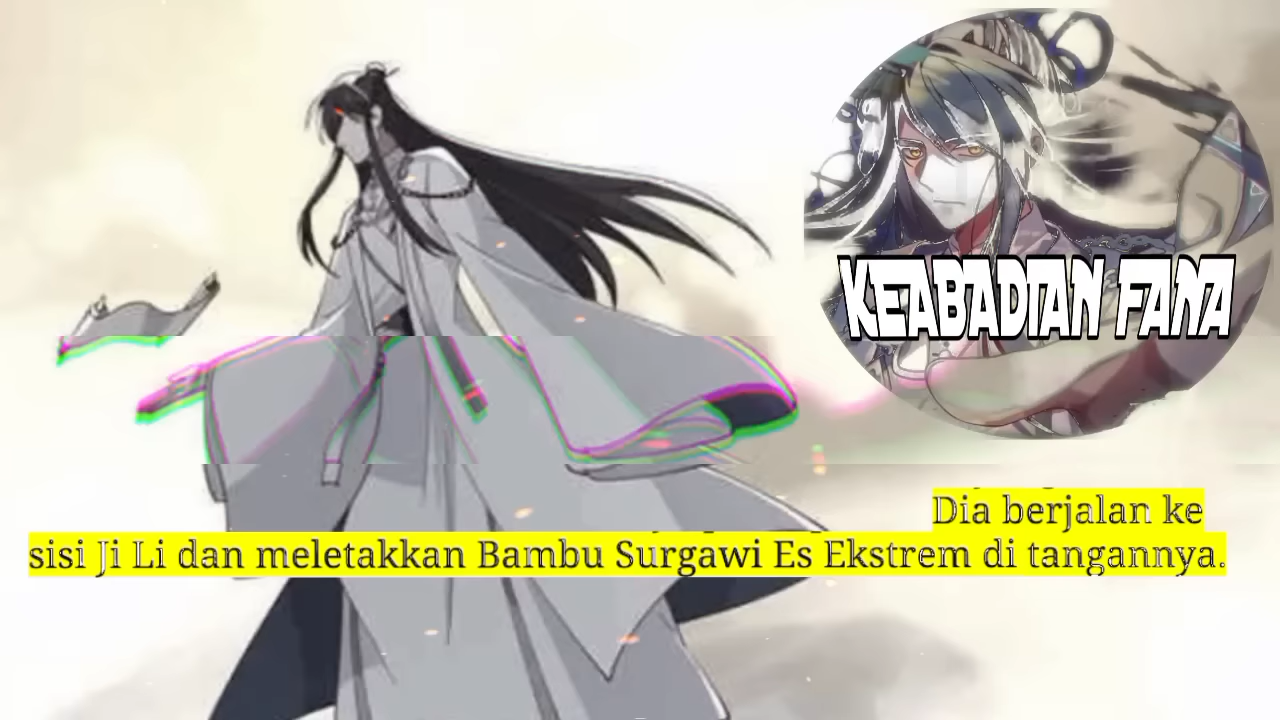 KEABADIAN FANA
Dia berjalan ke
sisi Ji Li dan meletakkan Bambu Surgawi Es Ekstrem di tangannya.